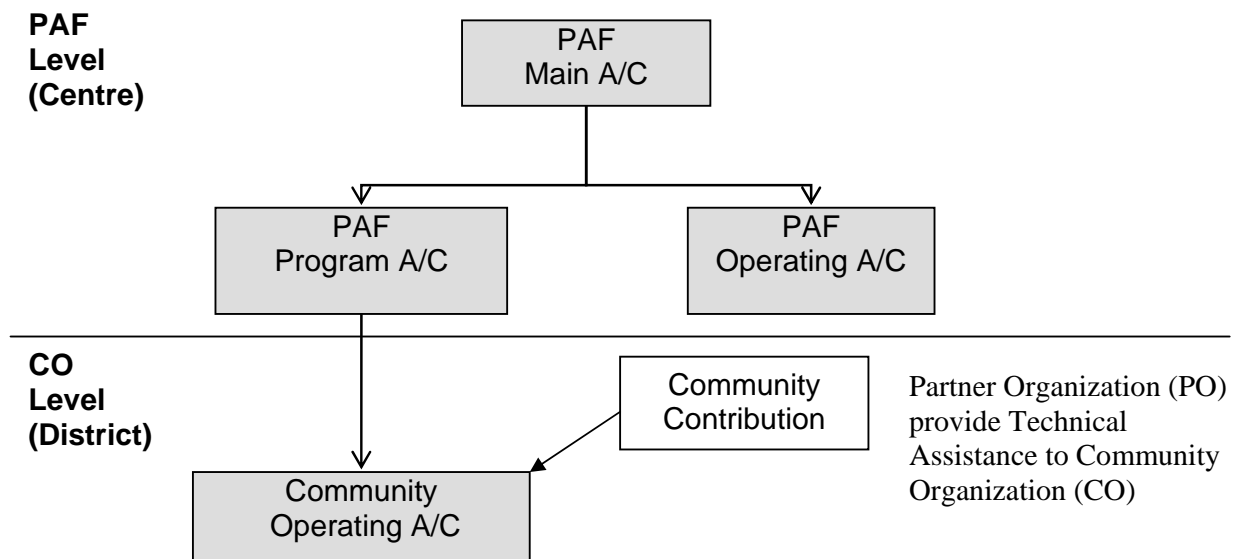 PAF
Level
(Centre)
PAF
Main A/C
PAF
Program A/C
PAF
Operating A/C
CO
Level
(District)
Community
Contribution
Partner Organization (PO)
provide Technical
Assistance to Community
Organization (CO)
Community
Operating A/C